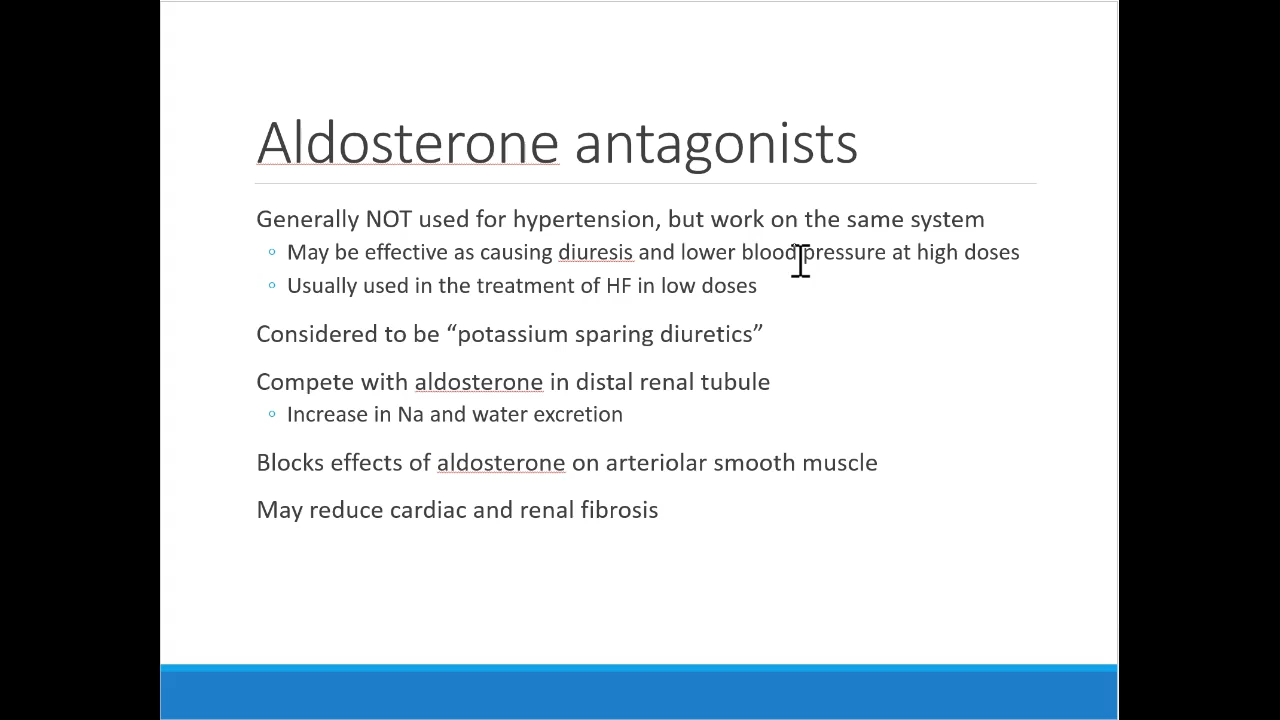 Aldosterone antagonists
Generally NOT used for hypertension, but work on the same system
◦ May be effective as causing diuresis and lower blood pressure at high doses
◦ Usually used in the treatment of HF in low doses
Considered to be “potassium sparing diuretics”
Compete with aldosterone in distal renal tubule
◦ Increase in Na and water excretion
Blocks effects of aldosterone on arteriolar smooth muscle
May reduce cardiac and renal fibrosis